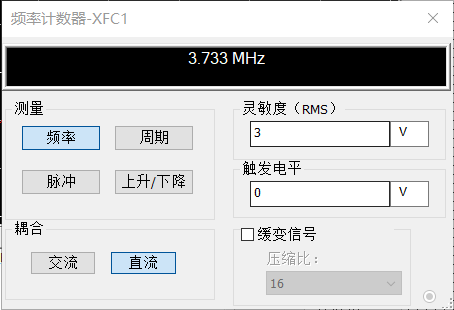 频率计数器-XFC1
3.733 MHz
测量
频率
周期
脉冲
上升/下降
耦合
交流
直流
灵敏度（RMS）
3
V
触发电平
0
V
缓变信号
压缩比：
16